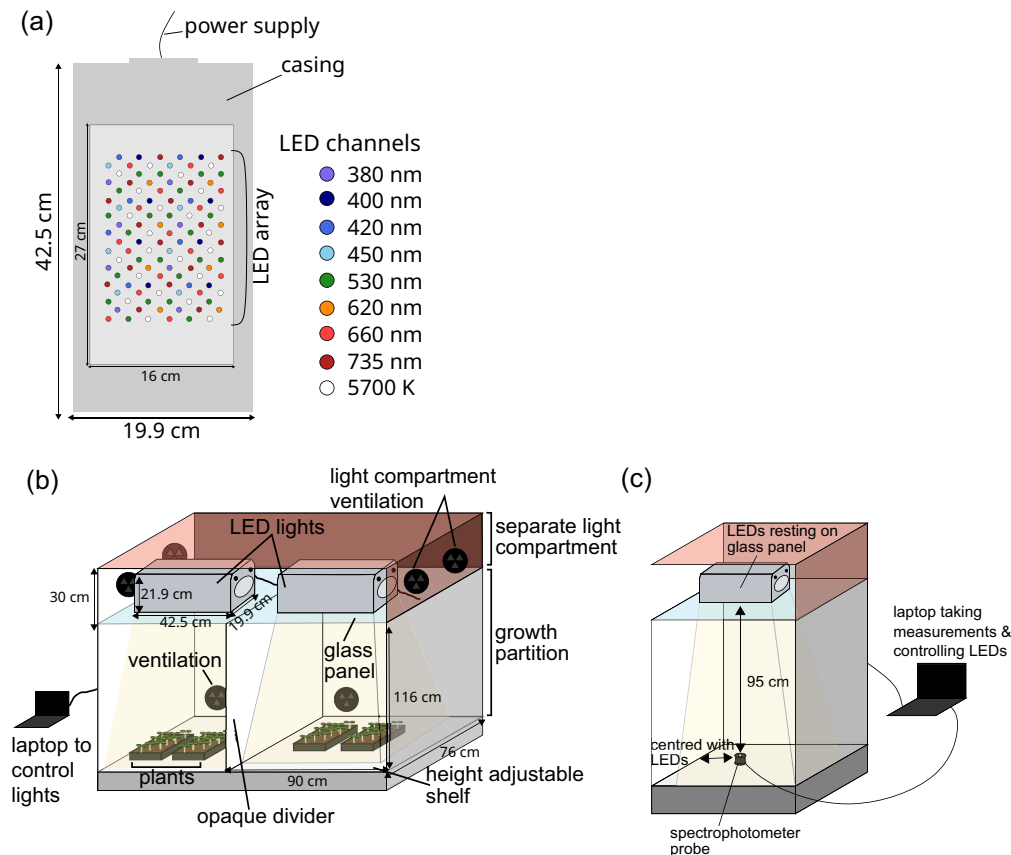 (a)
power supply
casing
42.5 cm
27 cm
LED array
16 cm
19.9 cm
LED channels
380 nm
400 nm
420 nm
450 nm
530 nm
620 nm
660 nm
735 nm
5700 K
(b)
light compartment
ventilation
LED lights
separate light
compartment
30 cm
21.9 cm
42.5 cm
19.9 cm
growth
partition
ventilation
glass
panel
116 cm
76 cm
90 cm
laptop to
control
lights
plants
height adjustable
shelf
opaque divider
(c)
LEDs resting on
glass panel
95 cm
laptop taking
measurements &
controlling LEDs
centred with
LEDs
spectrophotometer
probe